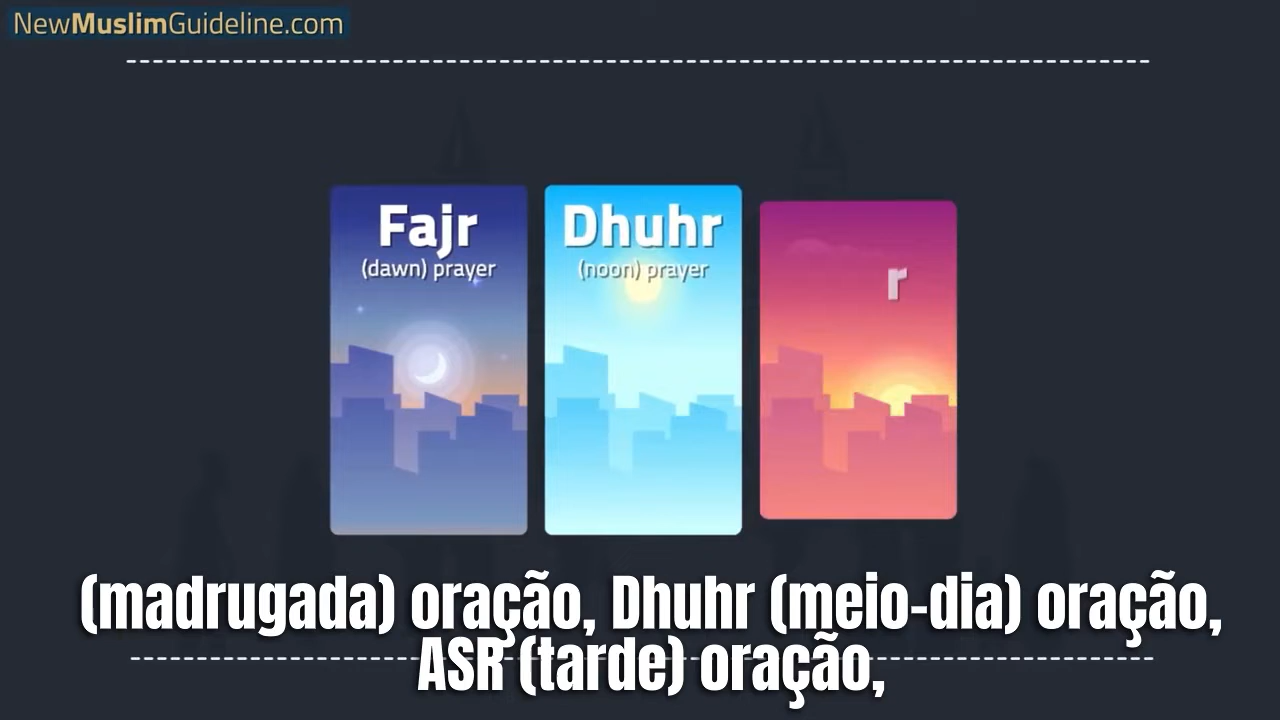 NewMuslimGuideline.com
Fajr
(dawn) prayer
Dhuhr
(noon) prayer
r
(madrugada) oração, Dhuhr (meio-dia) oração,
ASR (tarde) oração,